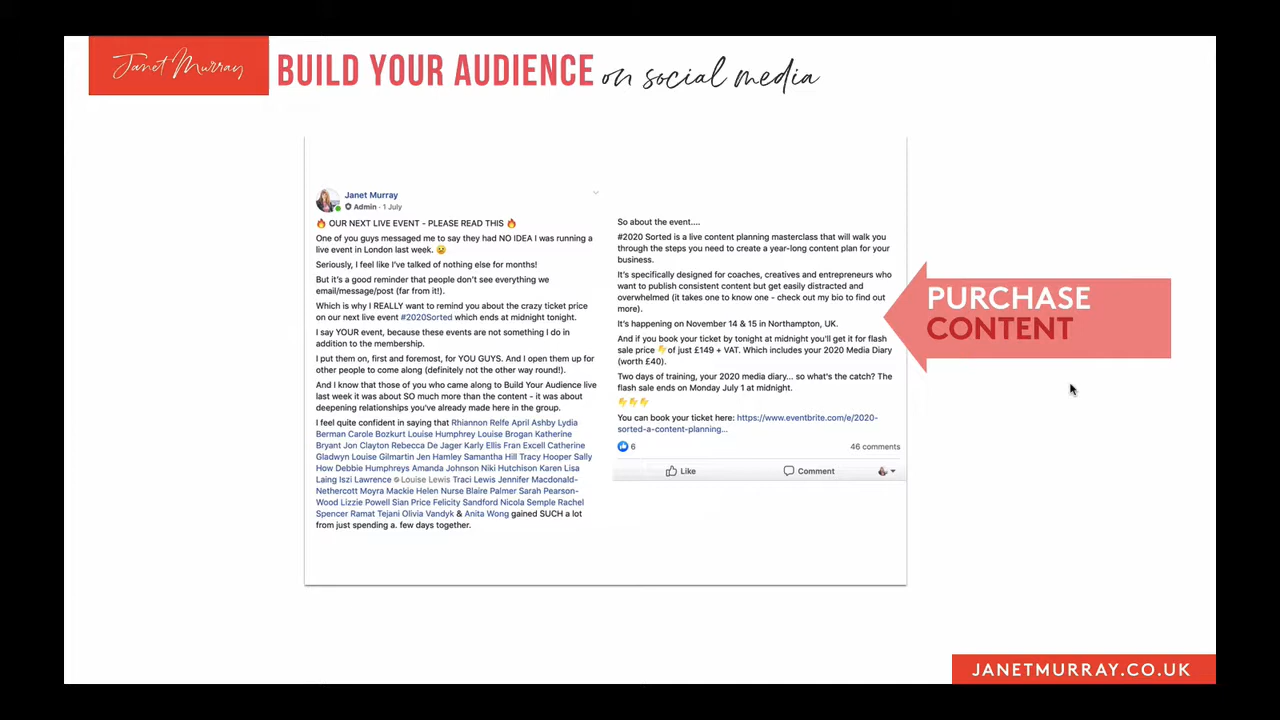 Janet Murray
BUILD YOUR AUDIENCE on social media
Janet Murray
Admin · 1 July
🔥 OUR NEXT LIVE EVENT - PLEASE READ THIS 🔥
One of you guys messaged me to say they had NO IDEA I was running a
live event in London last week. 😢
Seriously, I feel like I've talked of nothing else for months!
But it's a good reminder that people don't see everything we
email/message/post (far from it!).
Which is why I REALLY want to remind you about the crazy ticket price
on our next live event #2020Sorted which ends at midnight tonight.
I say YOUR event, because these events are not something I do in
addition to the membership.
I put them on, first and foremost, for YOU GUYS. And I open them up for
other people to come along (definitely not the other way round!).
And I know that those of you who came along to Build Your Audience live
last week it was about SO much more than the content - it was about
deepening relationships you've already made here in the group.
I feel quite confident in saying that Rhiannon Relfe April Ashby Lydia
Berman Carole Bozkurt Louise Humphrey Louise Brogan Katherine
Bryant Jon Clayton Rebecca De Jager Karly Ellis Fran Excell Catherine
Gladwyn Louise Gilmartin Jen Hamley Samantha Hill Tracy Hooper Sally
How Debbie Humphreys Amanda Johnson Niki Hutchison Karen Lisa
Laing Iszi Lawrence Louise Lewis Traci Lewis Jennifer Macdonald-
Nethercott Moyra Mackie Helen Nurse Blaire Palmer Sarah Pearson-
Wood Lizzie Powell Sian Price Felicity Sandford Nicola Semple Rachel
Spencer Ramat Tejani Olivia Vandyk & Anita Wong gained SUCH a lot
from just spending a. few days together.
So about the event....
#2020 Sorted is a live content planning masterclass that will walk you
through the steps you need to create a year-long content plan for your
business.
It's specifically designed for coaches, creatives and entrepreneurs who
want to publish consistent content but get easily distracted and
overwhelmed (it takes one to know one - check out my bio to find out
more).
It's happening on November 14 & 15 in Northampton, UK.
And if you book your ticket by tonight at midnight you'll get it for flash
sale price 👇 of just £149 + VAT. Which includes your 2020 Media Diary
(worth £40).
Two days of training, your 2020 media diary... so what's the catch? The
flash sale ends on Monday July 1 at midnight.
👇👇👇
You can book your ticket here: https://www.eventbrite.com/e/2020-
sorted-a-content-planning...
6
46 comments
Like
Comment
PURCHASE
CONTENT
JANETMURRAY.CO.UK